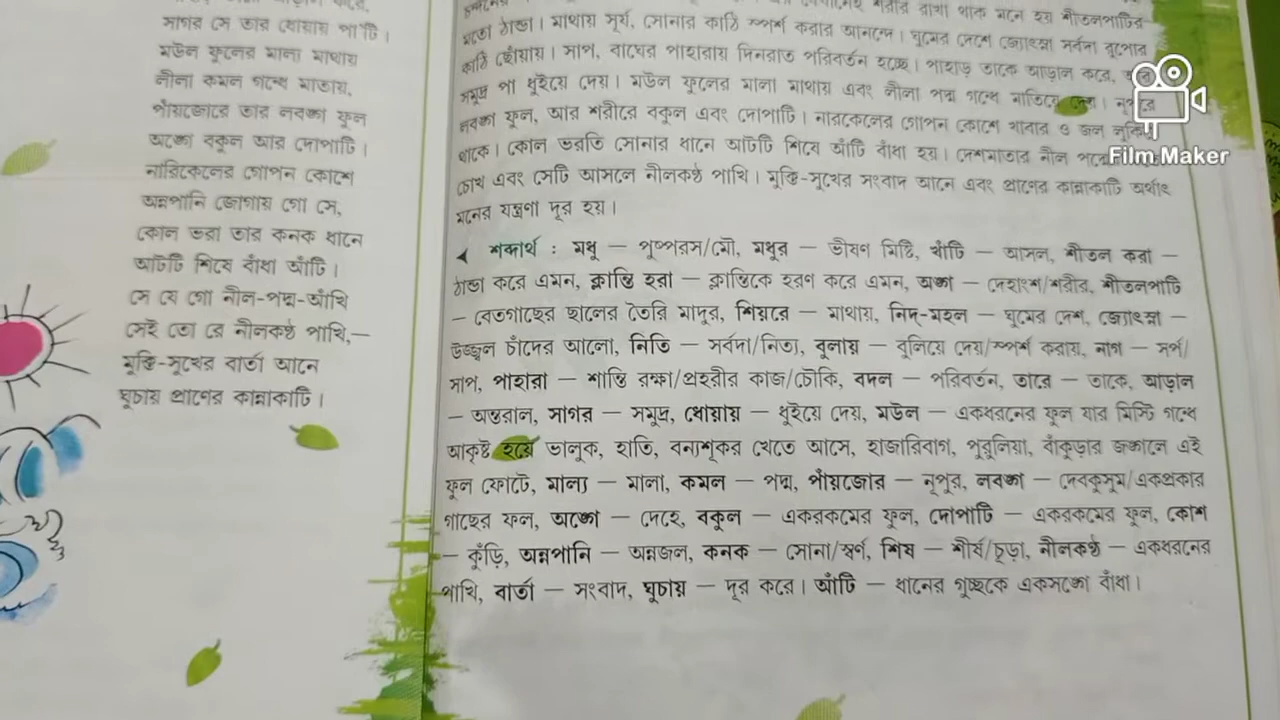 সাগর সে তার ধোয়ায় পা'টি।
মউল ফুলের মাল্য মাথায়
লীলা কমল গন্ধে মাতায়,
পাঁয়জোরে তার লবঙ্গ ফুল
অঙ্গে বকুল আর দোপাটি।
নারিকেলের গোপন কোশে
অন্নপানি জোগায় গো সে,
কোল ভরা তার কনক ধানে
আটটি শিষে বাঁধা আঁটি।
সে যে গো নীল-পদ্ম-আঁখি
সেই তো রে নীলকণ্ঠ পাখি,—
মুক্তি-সুখের বার্তা আনে
ঘুচায় প্রাণের কান্নাকাটি।
শরীর রাখা থাক মনে হয় শীতলপাটির
মতো ঠান্ডা। মাথায় সূর্য, সোনার কাঠি স্পর্শ করার আনন্দে। ঘুমের দেশে জ্যোৎস্না সর্বদা রুপোর
কাঠি ছোঁয়ায়। সাপ, বাঘের পাহারায় দিনরাত পরিবর্তন হচ্ছে। পাহাড় তাকে আড়াল করে,
সমুদ্র পা ধুইয়ে দেয়। মউল ফুলের মালা মাথায় এবং লীলা পদ্ম গন্ধে মাতিয়ে দেয়। নূপুরে
লবঙ্গ ফুল, আর শরীরে বকুল এবং দোপাটি। নারকেলের গোপন কোশে খাবার ও জল
থাকে। কোল ভরতি সোনার ধানে আটটি শিষে আঁটি বাঁধা হয়। দেশমাতার নীল
চোখ এবং সেটি আসলে নীলকণ্ঠ পাখি। মুক্তি-সুখের সংবাদ আনে এবং প্রাণের কান্নাকাটি অর্থাৎ
মনের যন্ত্রণা দূর হয়।
শব্দার্থ : মধু — পুষ্পরস/মৌ, মধুর — ভীষণ মিষ্টি, খাঁটি — আসল, শীতল করা —
ঠান্ডা করে এমন, ক্লান্তি হরা — ক্লান্তিকে হরণ করে এমন, অঙ্গ — দেহাংশ/শরীর, শীতলপাটি
— বেতগাছের ছালের তৈরি মাদুর, শিয়রে — মাথায়, নিদ্-মহল — ঘুমের দেশ, জ্যোৎস্না —
উজ্জ্বল চাঁদের আলো, নিতি — সর্বদা/নিত্য, বুলায় — বুলিয়ে দেয়/স্পর্শ করায়, নাগ — সর্প/
সাপ, পাহারা — শান্তি রক্ষা/প্রহরীর কাজ/চৌকি, বদল — পরিবর্তন, তারে — তাকে, আড়াল
— অন্তরাল, সাগর — সমুদ্র, ধোয়ায় — ধুইয়ে দেয়, মউল — একধরনের ফুল যার মিস্টি গন্ধে
আকৃষ্ট হয়ে ভালুক, হাতি, বন্যশূকর খেতে আসে, হাজারিবাগ, পুরুলিয়া, বাঁকুড়ার জঙ্গলে এই
ফুল ফোটে, মাল্য — মালা, কমল — পদ্ম, পাঁয়জোর — নূপুর, লবঙ্গ — দেবকুসুম/একপ্রকার
গাছের ফল, অঙ্গে — দেহে, বকুল — একরকমের ফুল, দোপাটি — একরকমের ফুল, কোশ
— কুঁড়ি, অন্নপানি — অন্নজল, কনক — সোনা/স্বর্ণ, শিষ — শীর্ষ/চূড়া, নীলকণ্ঠ — একধরনের
পাখি, বার্তা — সংবাদ, ঘুচায় — দূর করে। আঁটি — ধানের গুচ্ছকে একসঙ্গে বাঁধা।
Film Maker